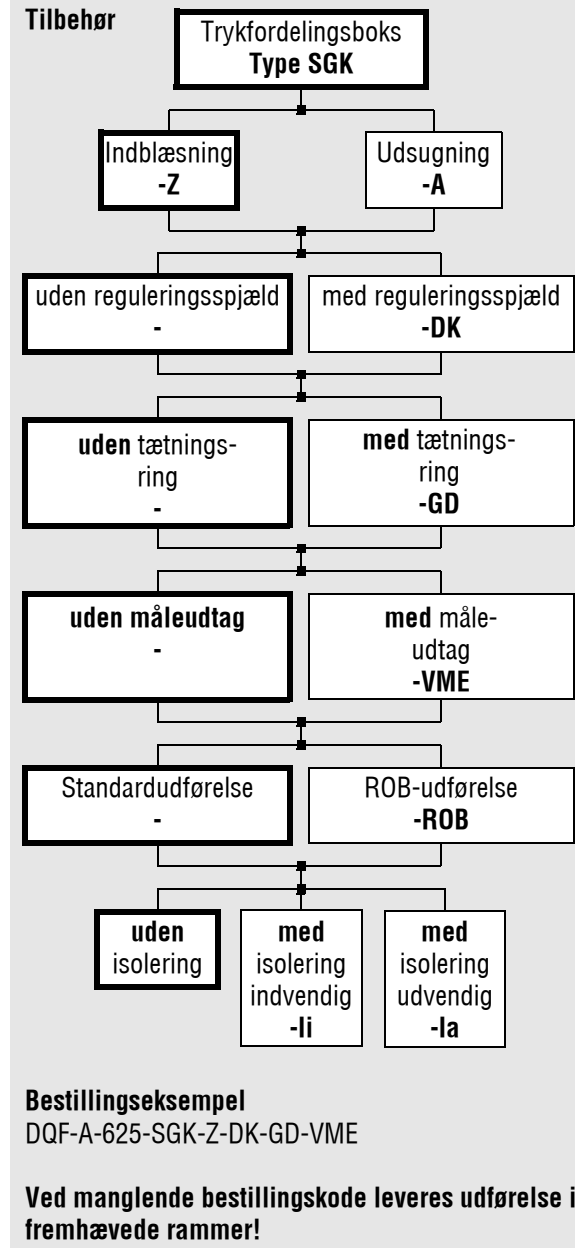 Tilbehør
Trykfordelingsboks
Type SGK
Indblæsning
-Z
Udsugning
-A
uden reguleringsspjæld
-
med reguleringsspjæld
-DK
uden tætnings-
ring
-
med tætnings-
ring
-GD
uden måleudtag
-
med måle-
udtag
-VME
Standardudførelse
-
ROB-udførelse
-ROB
uden
isolering
med
isolering
indvendig
-Ii
med
isolering
udvendig
-Ia
Bestillingseksempel
DQF-A-625-SGK-Z-DK-GD-VME
Ved manglende bestillingskode leveres udførelse i
fremhævede rammer!